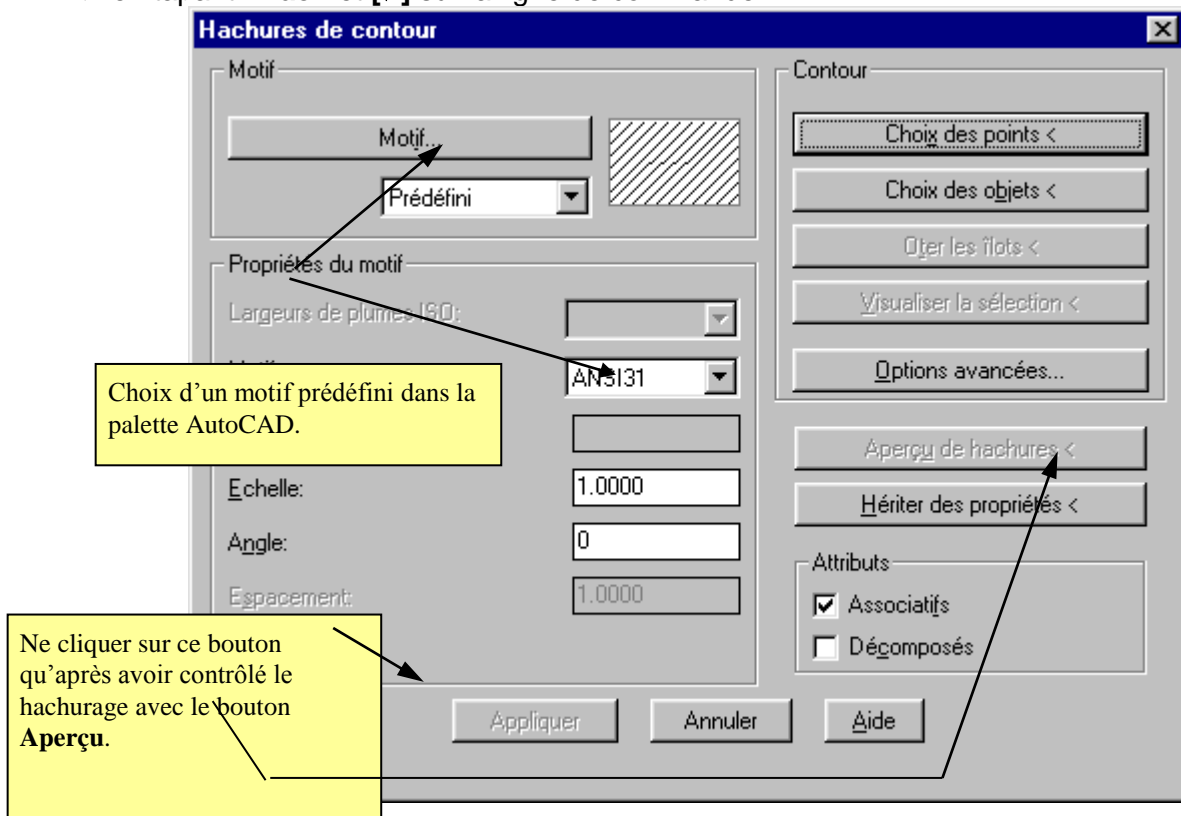 Hachures de contour
Motif
Motif...
Prédéfini
Propriétés du motif
Largeurs de plumes ISO:
ANSI31
Choix d'un motif prédéfini dans la
palette AutoCAD.
Echelle:
1.0000
Angle:
0
Espacement:
1.0000
Ne cliquer sur ce bouton
qu'après avoir contrôlé le
hachurage avec le bouton
Aperçu.
Appliquer
Annuler
Aide
Contour
Choix des points <
Choix des objets <
Oter les îlots <
Visualiser la sélection <
Options avancées...
Aperçu de hachures <
Hériter des propriétés <
Attributs
Associatifs
Décomposés